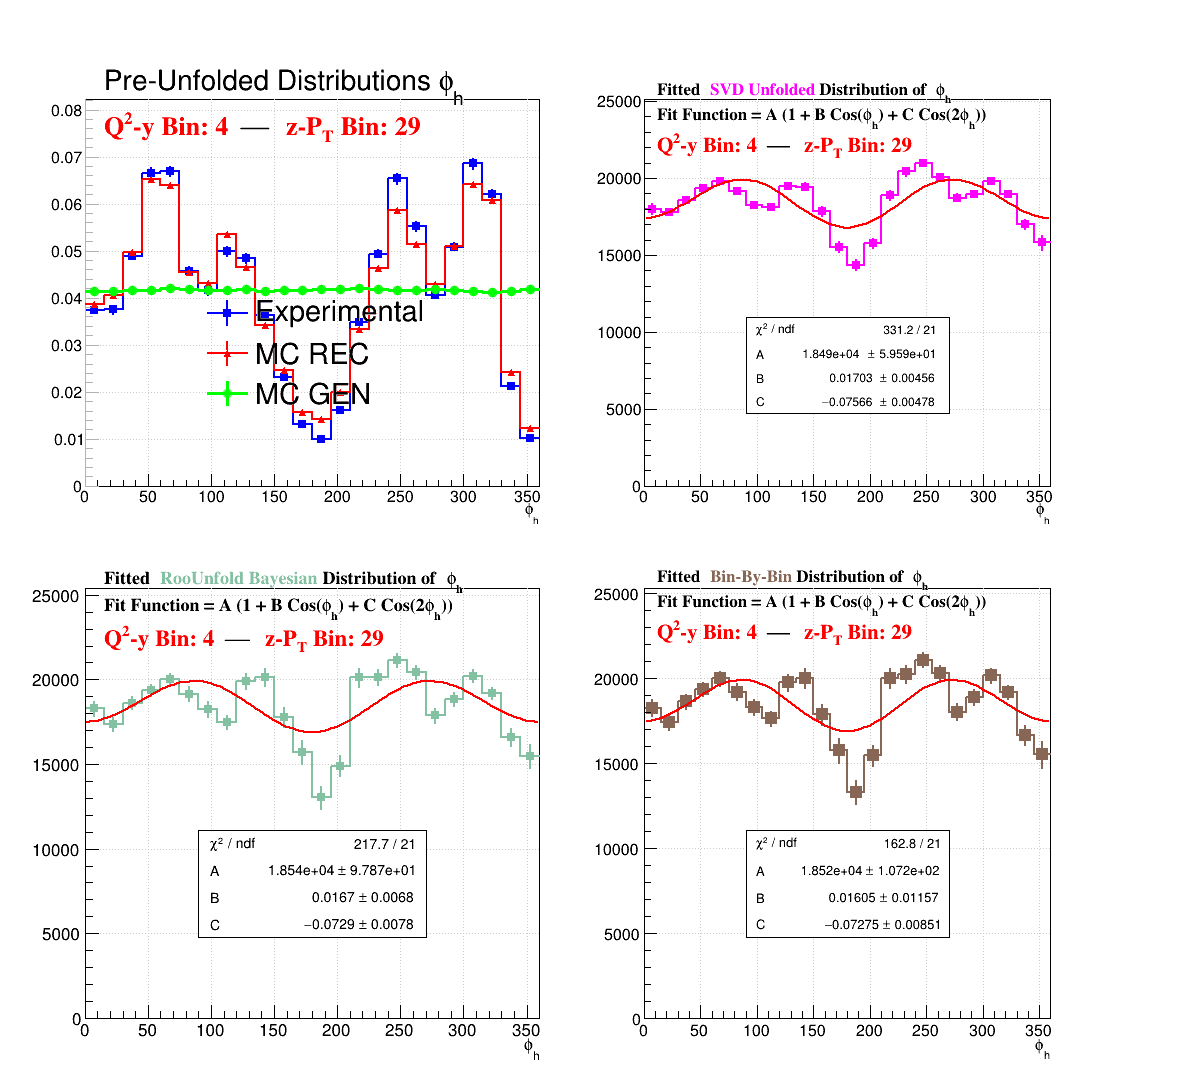 Pre-Unfolded Distributions ϕh
Q²-y Bin: 4 — z-PT Bin: 29
0.08
0.07
0.06
0.05
0.04
0.03
0.02
0.01
0
Experimental
MC REC
MC GEN
0 50 100 150 200 250 300 350
ϕh
Fitted SVD Unfolded Distribution of ϕh
Fit Function = A (1 + B Cos(ϕh) + C Cos(2ϕh))
Q²-y Bin: 4 — z-PT Bin: 29
25000
20000
15000
10000
5000
0
χ² / ndf 331.2 / 21
A 1.849e+04 ± 5.959e+01
B 0.01703 ± 0.00456
C −0.07566 ± 0.00478
0 50 100 150 200 250 300 350
ϕh
Fitted RooUnfold Bayesian Distribution of ϕh
Fit Function = A (1 + B Cos(ϕh) + C Cos(2ϕh))
Q²-y Bin: 4 — z-PT Bin: 29
25000
20000
15000
10000
5000
0
χ² / ndf 217.7 / 21
A 1.854e+04 ± 9.787e+01
B 0.0167 ± 0.0068
C −0.0729 ± 0.0078
0 50 100 150 200 250 300 350
ϕh
Fitted Bin-By-Bin Distribution of ϕh
Fit Function = A (1 + B Cos(ϕh) + C Cos(2ϕh))
Q²-y Bin: 4 — z-PT Bin: 29
25000
20000
15000
10000
5000
0
χ² / ndf 162.8 / 21
A 1.852e+04 ± 1.072e+02
B 0.01605 ± 0.01157
C −0.07275 ± 0.00851
0 50 100 150 200 250 300 350
ϕh